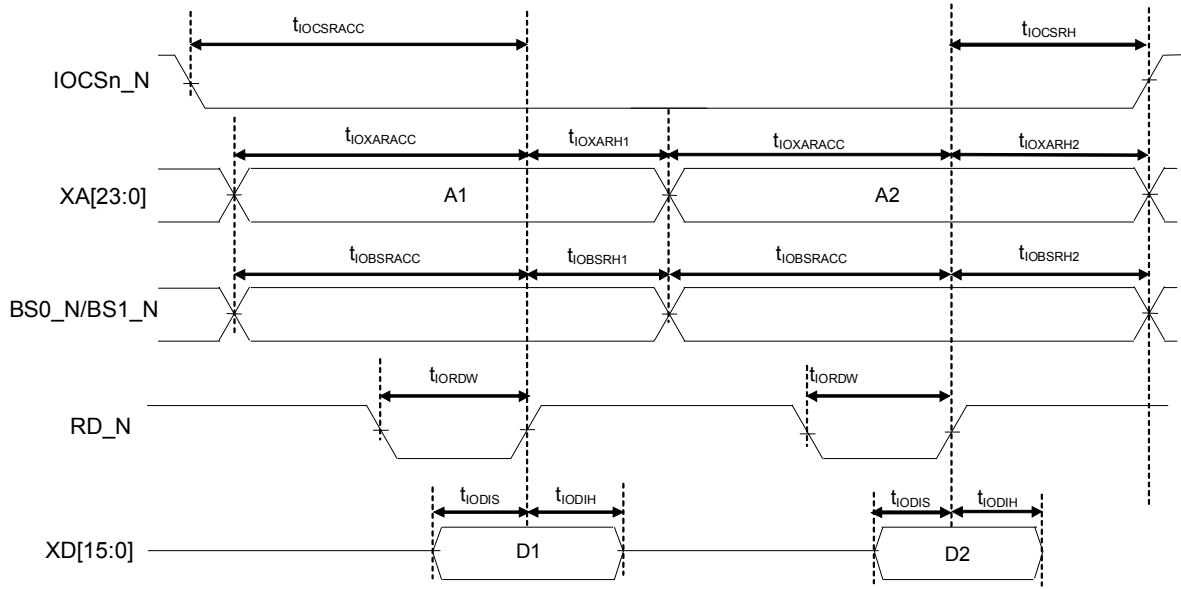 tIOCSRACC
tIOCSRH
IOCSn_N
tIOXARACC
tIOXARH1
tIOXARACC
tIOXARH2
XA[23:0]
A1
A2
tIOBSRACC
tIOBSRH1
tIOBSRACC
tIOBSRH2
BS0_N/BS1_N
tIORDW
tIORDW
RD_N
tIODIS
tIODIH
tIODIS
tIODIH
XD[15:0]
D1
D2